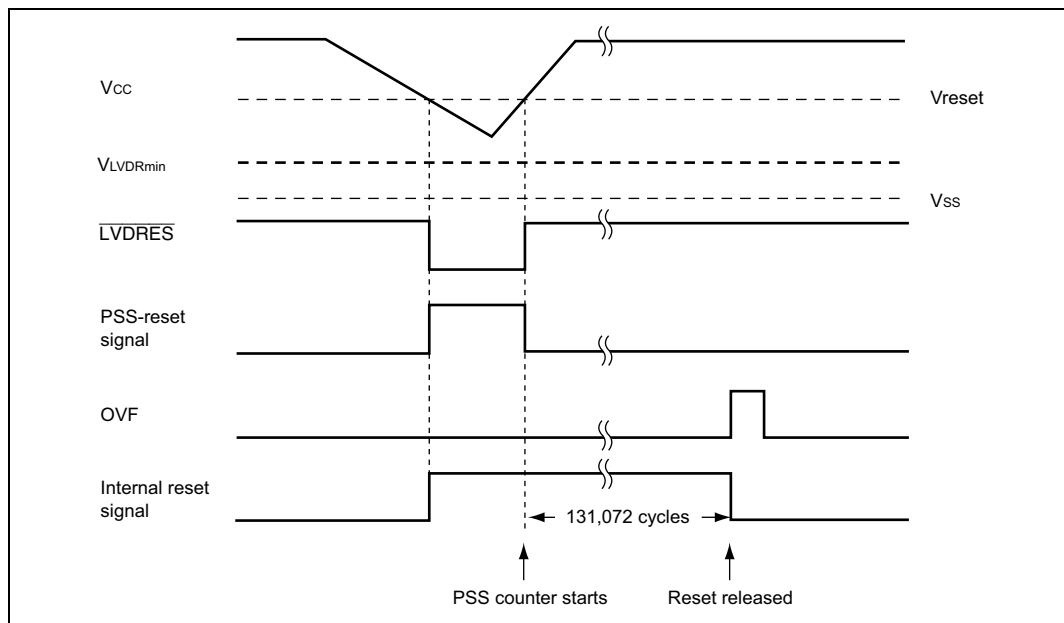 Vcc
Vreset
VLVDRmin
Vss
LVDRES
PSS-reset
signal
OVF
Internal reset
signal
131,072 cycles
PSS counter starts
Reset released